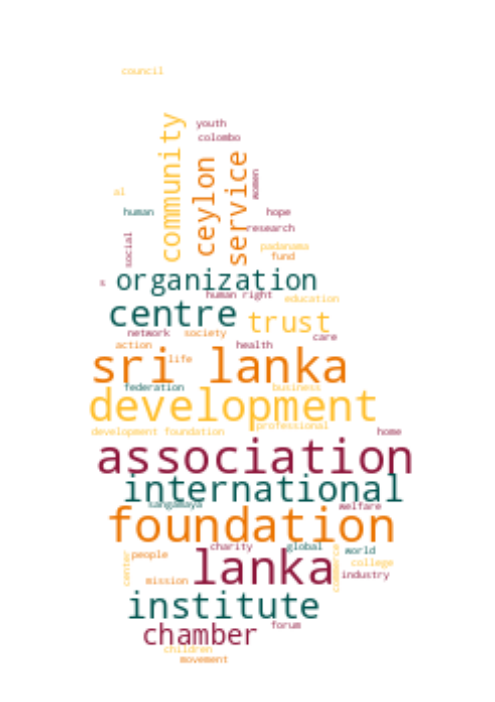 council
youth
colombo
community
ceylon
service
women
al
human
hope
social
research
padanama
fund
organization
s
human right
education
centre
trust
network
society
care
action
health
sri lanka
life
federation
business
development
development foundation
professional
home
association
international
sangamaya
welfare
foundation
charity
global
world
people
center
commerce
lanka
college
mission
industry
institute
forum
chamber
children
movement